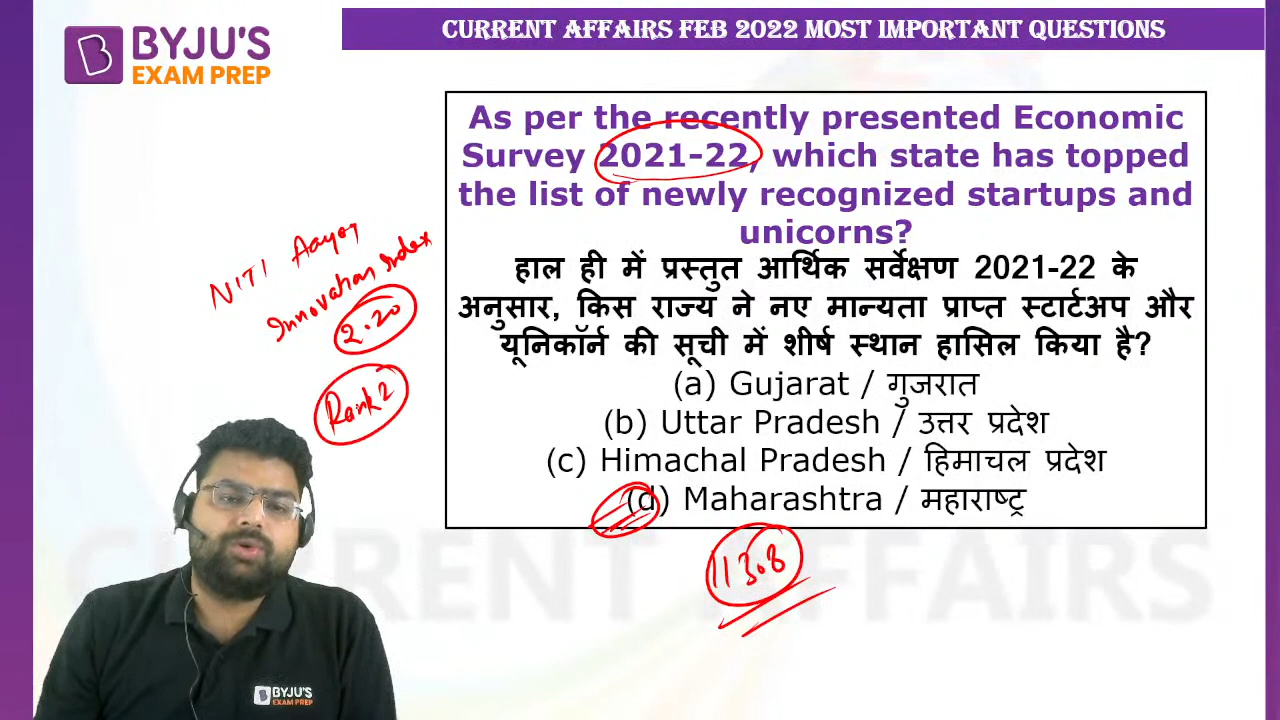 BYJU'S
EXAM PREP
CURRENT AFFAIRS FEB 2022 MOST IMPORTANT QUESTIONS
As per the recently presented Economic
Survey 2021-22, which state has topped
the list of newly recognized startups and
unicorns?
हाल ही में प्रस्तुत आर्थिक सर्वेक्षण 2021-22 के
अनुसार, किस राज्य ने नए मान्यता प्राप्त स्टार्टअप और
यूनिकॉर्न की सूची में शीर्ष स्थान हासिल किया है?
(a) Gujarat / गुजरात
(b) Uttar Pradesh / उत्तर प्रदेश
(c) Himachal Pradesh / हिमाचल प्रदेश
(d) Maharashtra / महाराष्ट्र
NITI Aayog
Innovation Index
2.20
Rank 2
113.8
CURRENT AFFAIRS
BYJU'S
EXAM PREP